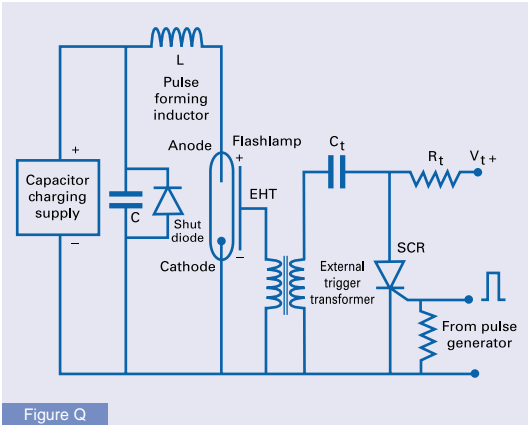 L
Pulse
forming
inductor
Anode
Flashlamp
+
EHT
–
Cathode
+
Capacitor
charging
supply
–
C
Shut
diode
Ct
Rt
Vt +
SCR
External
trigger
transformer
From pulse
generator
Figure Q